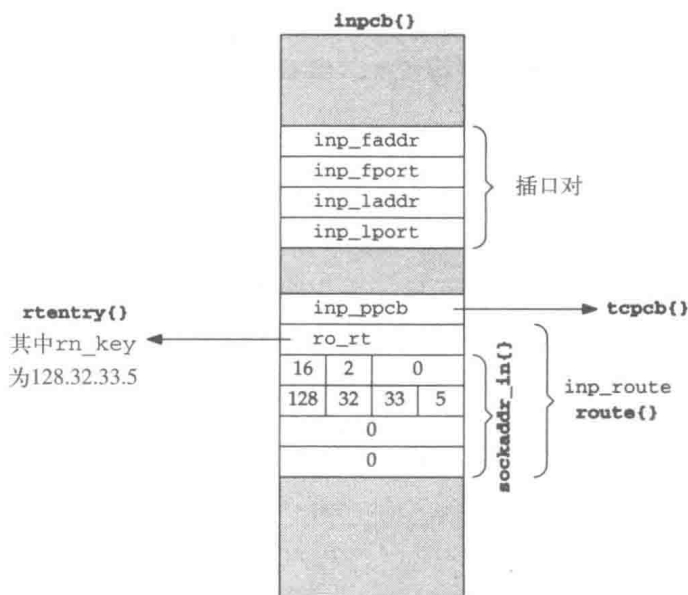 inpcb{}
inp_faddr
inp_fport
inp_laddr
inp_lport
插口对
inp_ppcb
tcpcb{}
rtentry{}
其中rn_key
为128.32.33.5
ro_rt
16 2 0
128 32 33 5
0
0
sockaddr_in{}
inp_route
route{}